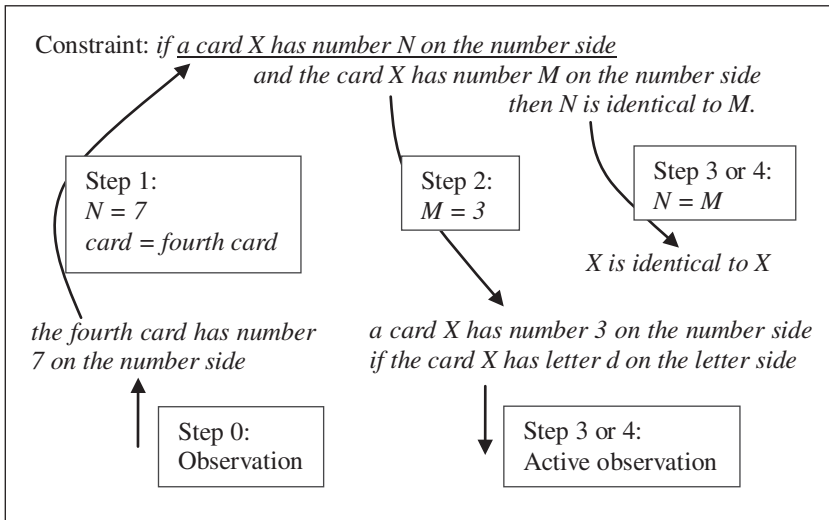 Constraint: if a card X has number N on the number side
and the card X has number M on the number side
then N is identical to M.
Step 1:
N = 7
card = fourth card
Step 2:
M = 3
Step 3 or 4:
N = M
X is identical to X
the fourth card has number
7 on the number side
a card X has number 3 on the number side
if the card X has letter d on the letter side
Step 0:
Observation
Step 3 or 4:
Active observation